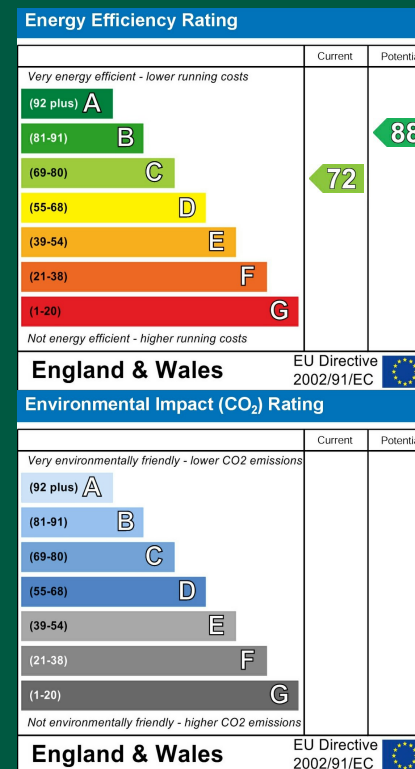 Energy Efficiency Rating
Current Potenti
Very energy efficient - lower running costs
(92 plus) A
(81-91) B 88
(69-80) C 72
(55-68) D
(39-54) E
(21-38) F
(1-20) G
Not energy efficient - higher running costs
England & Wales EU Directive 2002/91/EC
Environmental Impact (CO₂) Rating
Current Potenti
Very environmentally friendly - lower CO2 emissions
(92 plus) A
(81-91) B
(69-80) C
(55-68) D
(39-54) E
(21-38) F
(1-20) G
Not environmentally friendly - higher CO2 emissions
England & Wales EU Directive 2002/91/EC